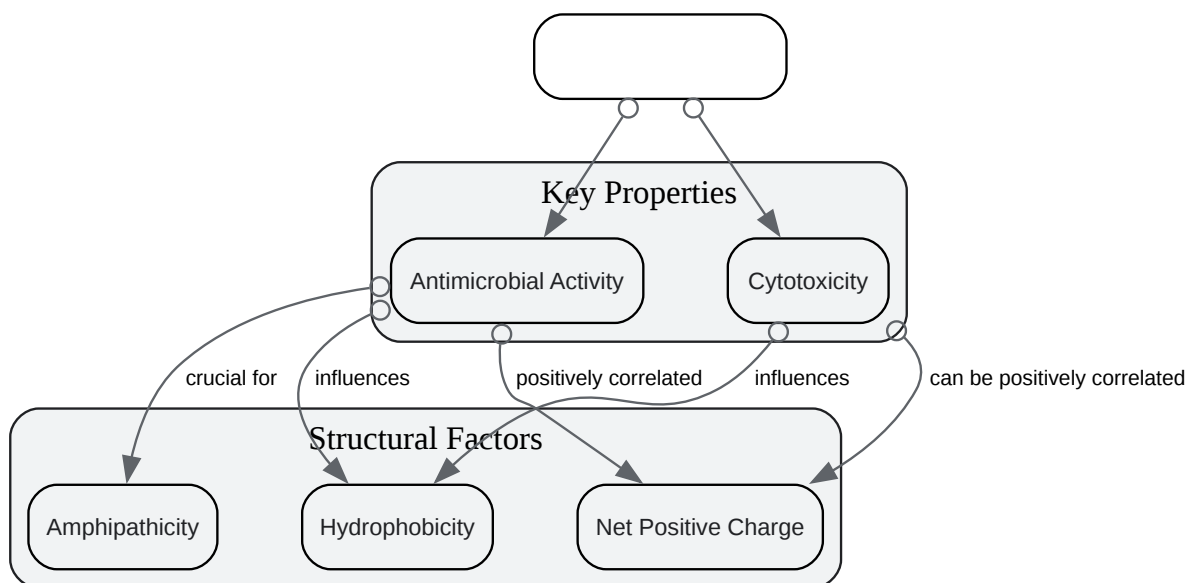 Key Properties
Antimicrobial Activity
Cytotoxicity
crucial for
influences
positively correlated
influences
can be positively correlated
Structural Factors
Amphipathicity
Hydrophobicity
Net Positive Charge